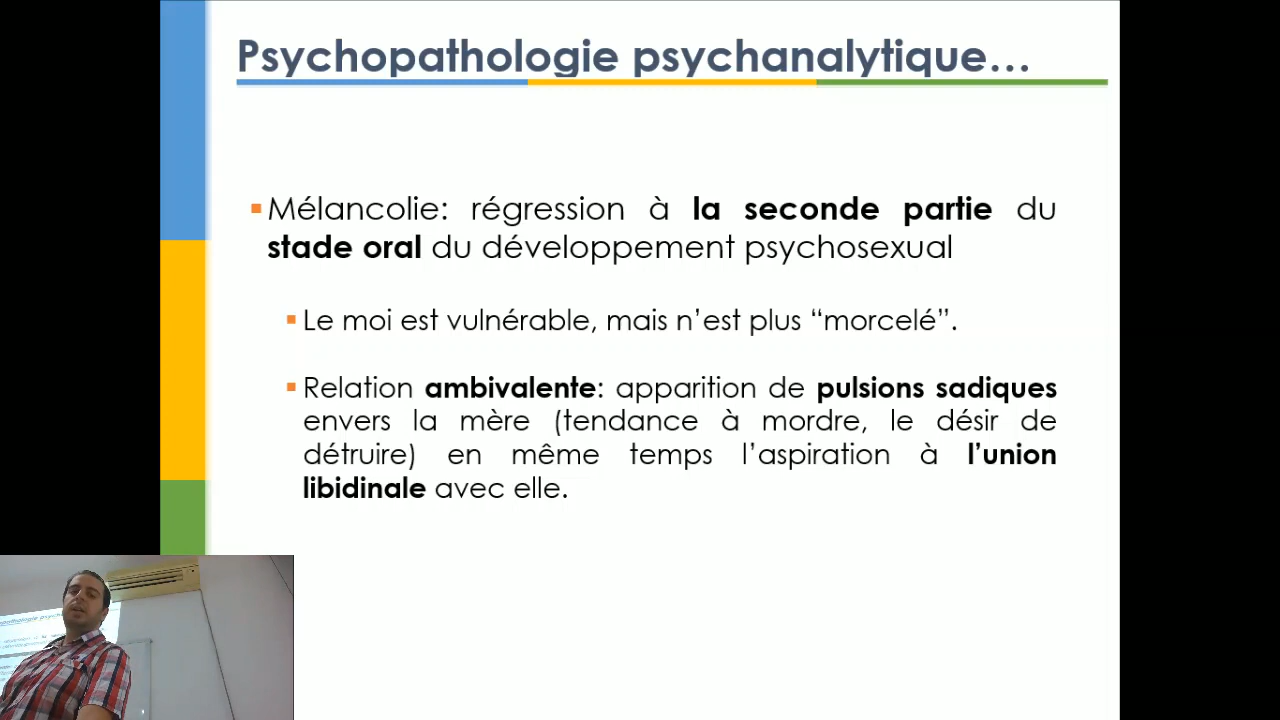 Psychopathologie psychanalytique…
Mélancolie: régression à la seconde partie du
stade oral du développement psychosexual
Le moi est vulnérable, mais n’est plus “morcelé”.
Relation ambivalente: apparition de pulsions sadiques
envers la mère (tendance à mordre, le désir de
détruire) en même temps l’aspiration à l’union
libidinale avec elle.